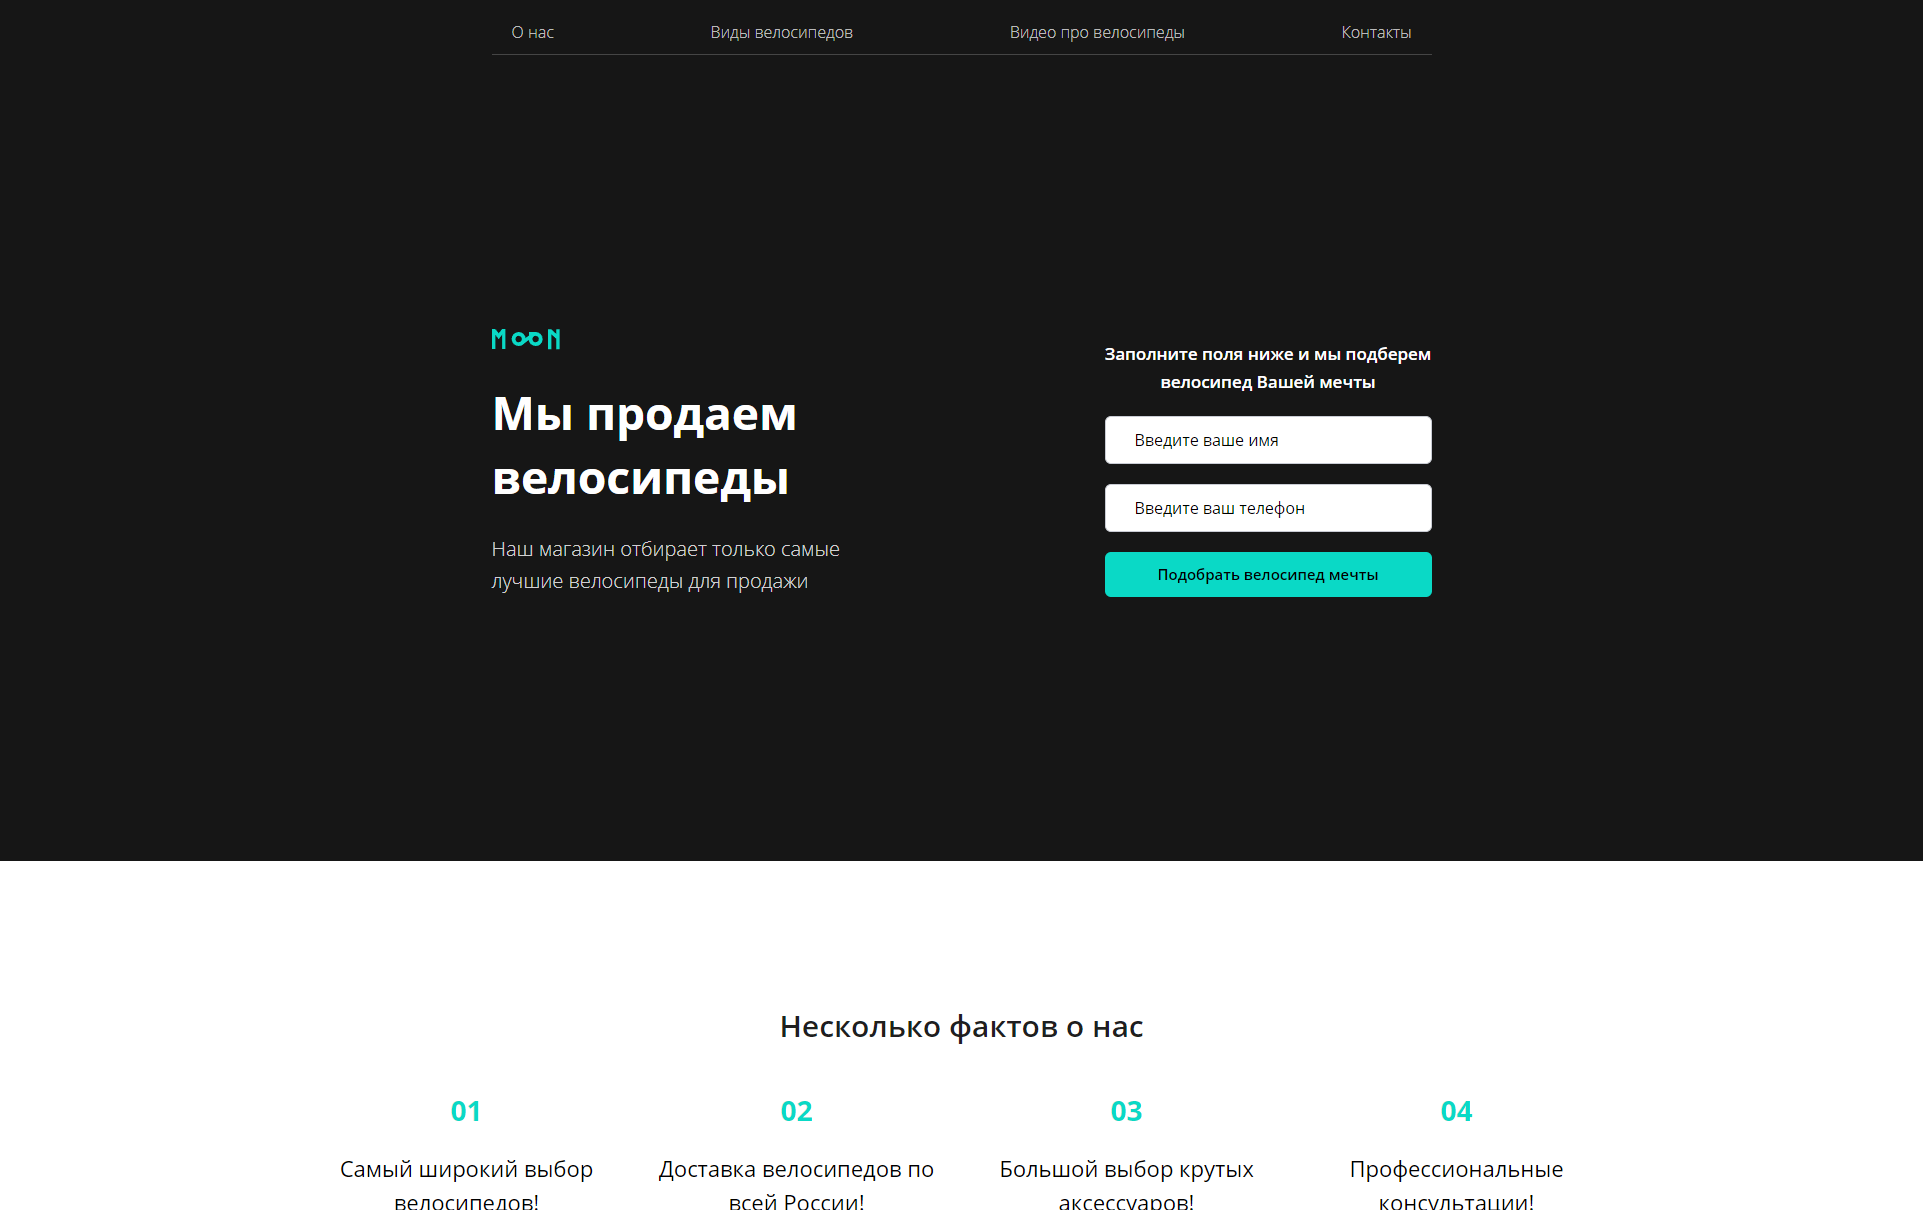 О нас
Виды велосипедов
Видео про велосипеды
Контакты
MOON
Мы продаем
велосипеды
Наш магазин отбирает только самые
лучшие велосипеды для продажи
Заполните поля ниже и мы подберем
велосипед Вашей мечты
Введите ваше имя
Введите ваш телефон
Подобрать велосипед мечты
Несколько фактов о нас
01
Самый широкий выбор
велосипедов!
02
Доставка велосипедов по
всей России!
03
Большой выбор крутых
аксессуаров!
04
Профессиональные
консультации!